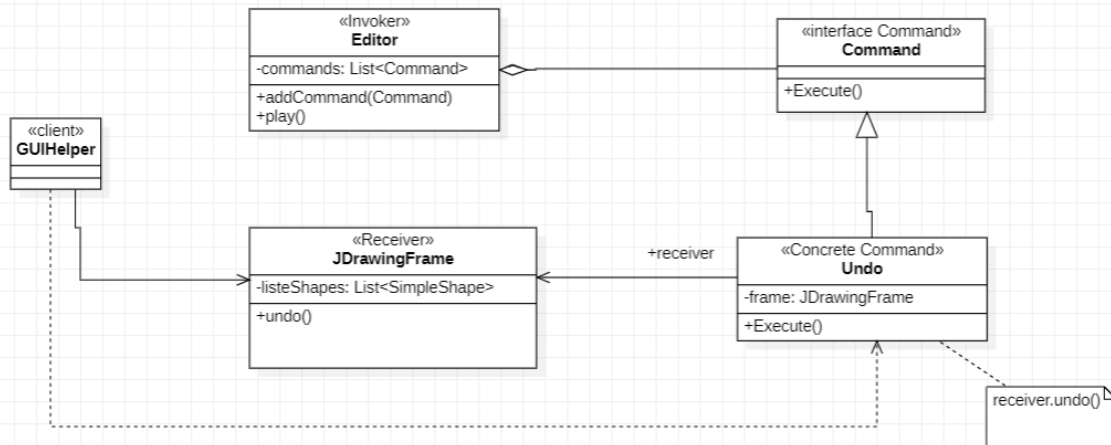 «Invoker»
Editor
-commands: List<Command>
+addCommand(Command)
+play()
«interface Command»
Command
+Execute()
«client»
GUIHelper
«Receiver»
JDrawingFrame
-listeShapes: List<SimpleShape>
+undo()
+receiver
«Concrete Command»
Undo
-frame: JDrawingFrame
+Execute()
receiver.undo()